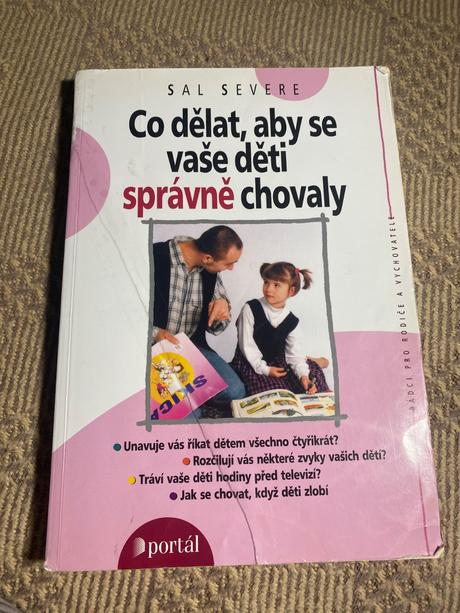 SAL SEVERE
Co dělat, aby se
vaše děti
správně chovaly
RÁDCI PRO RODIČE A VYCHOVATELE
• Unavuje vás říkat dětem všechno čtyřikrát?
• Rozčilují vás některé zvyky vašich dětí?
• Tráví vaše děti hodiny před televizí?
• Jak se chovat, když děti zlobí
portál